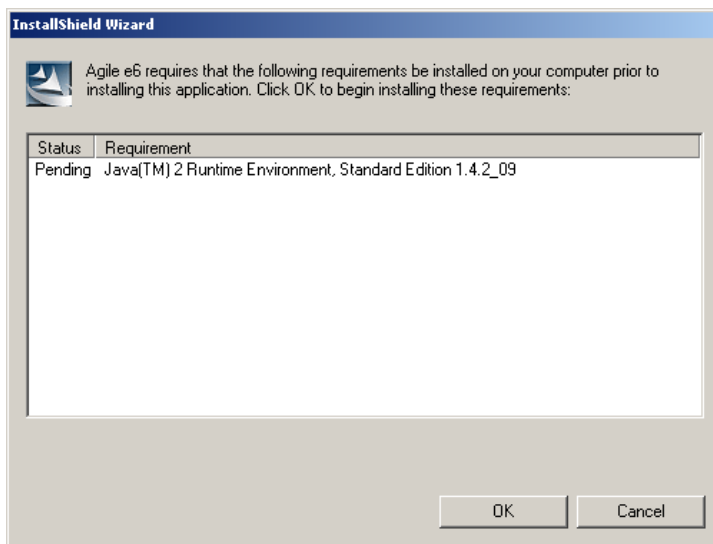 InstallShield Wizard
Agile e6 requires that the following requirements be installed on your computer prior to
installing this application. Click OK to begin installing these requirements:
Status Requirement
Pending Java(TM) 2 Runtime Environment, Standard Edition 1.4.2_09
OK Cancel